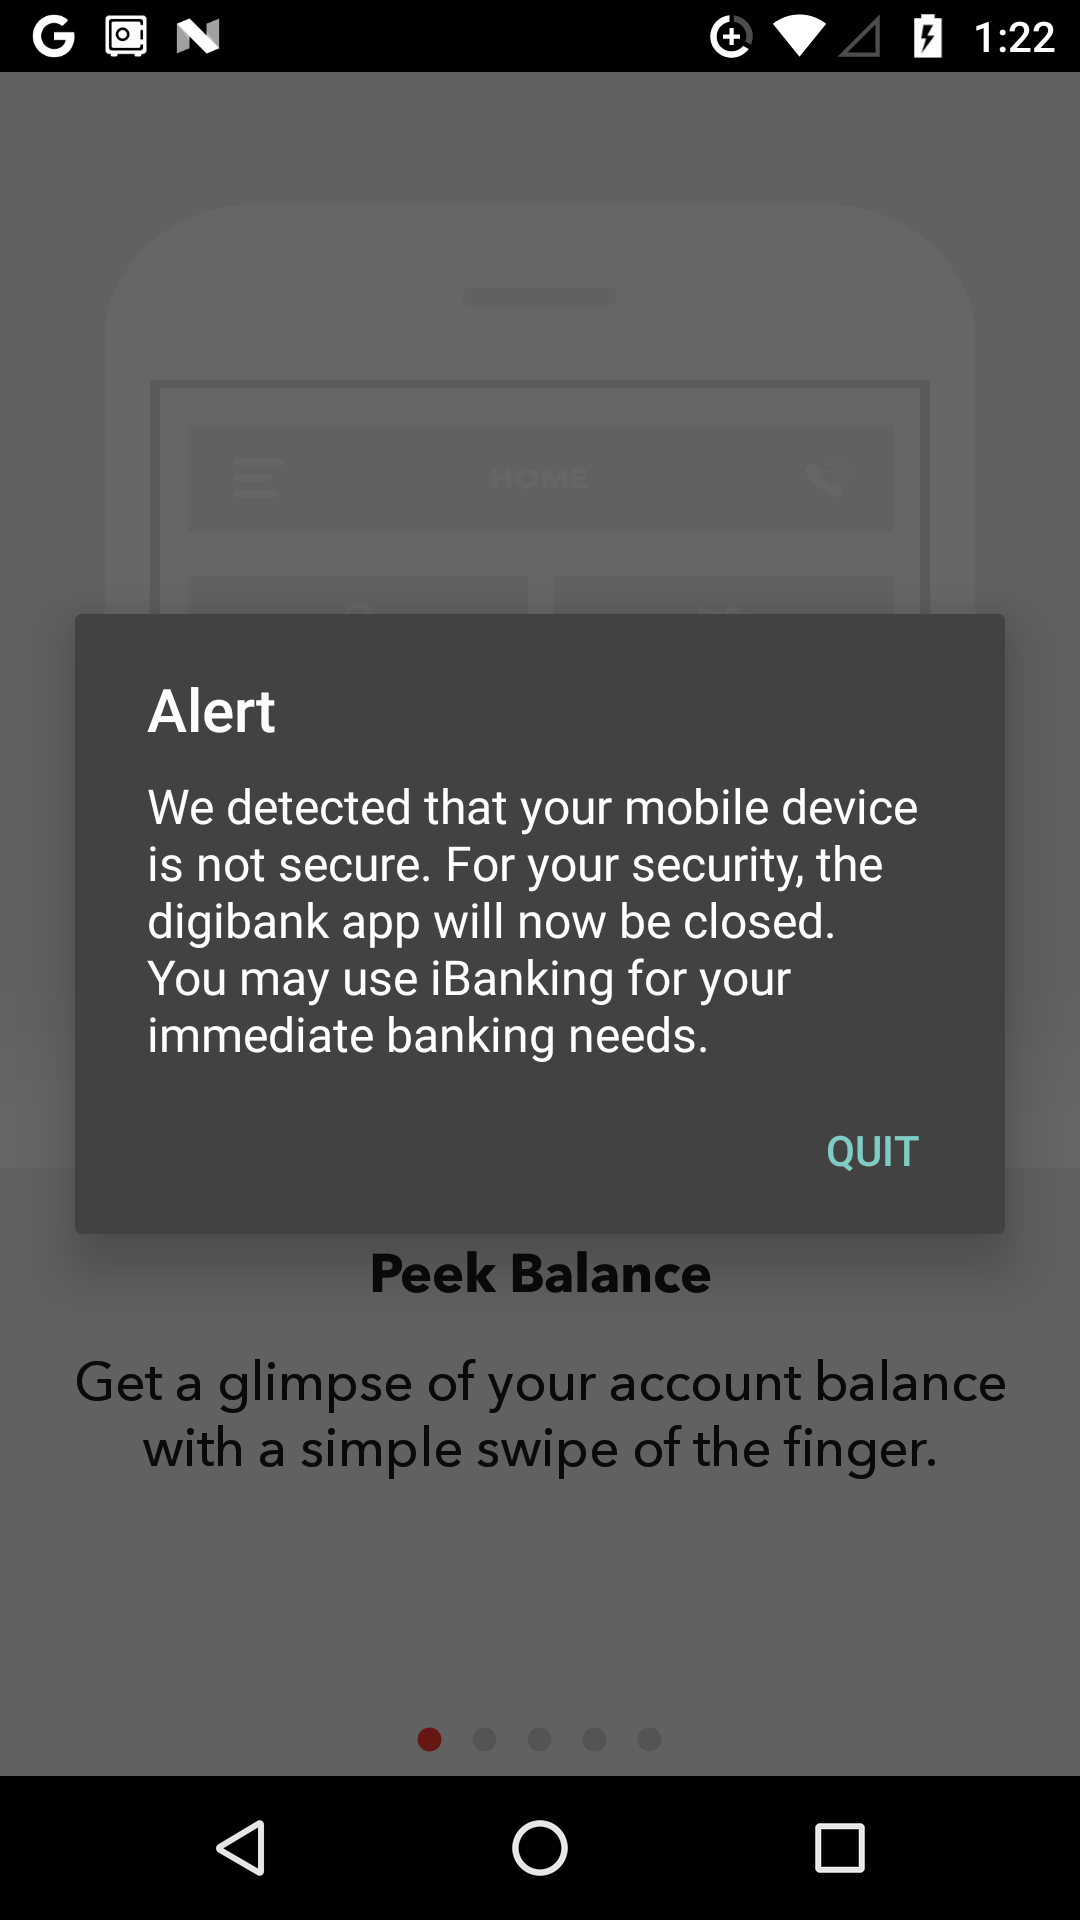 1:22
HOME
Alert
We detected that your mobile device
is not secure. For your security, the
digibank app will now be closed.
You may use iBanking for your
immediate banking needs.
QUIT
Peek Balance
Get a glimpse of your account balance
with a simple swipe of the finger.